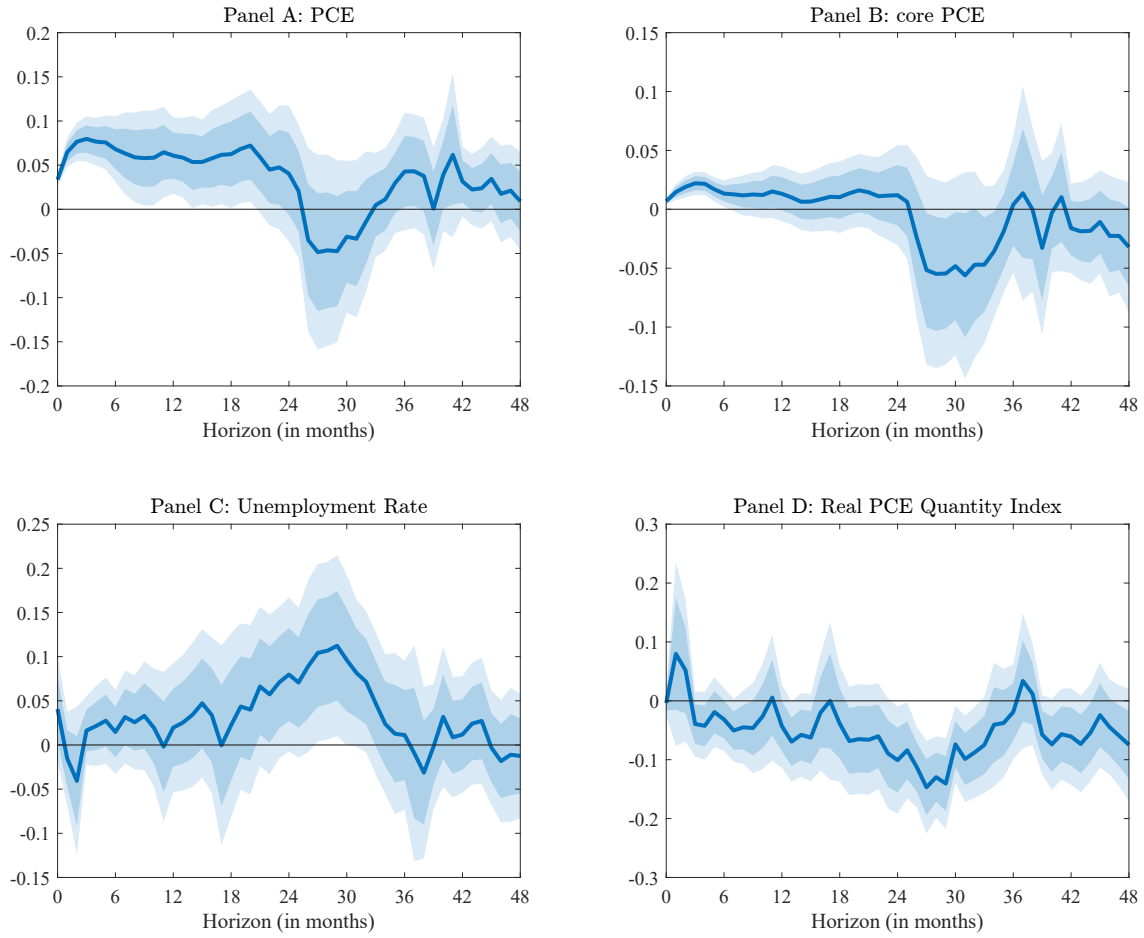 Panel A: PCE
0.2
0.15
0.1
0.05
0
-0.05
-0.1
-0.15
-0.2
0 6 12 18 24 30 36 42 48
Horizon (in months)
Panel B: core PCE
0.15
0.1
0.05
0
-0.05
-0.1
-0.15
0 6 12 18 24 30 36 42 48
Horizon (in months)
Panel C: Unemployment Rate
0.25
0.2
0.15
0.1
0.05
0
-0.05
-0.1
-0.15
0 6 12 18 24 30 36 42 48
Horizon (in months)
Panel D: Real PCE Quantity Index
0.3
0.2
0.1
0
-0.1
-0.2
-0.3
0 6 12 18 24 30 36 42 48
Horizon (in months)